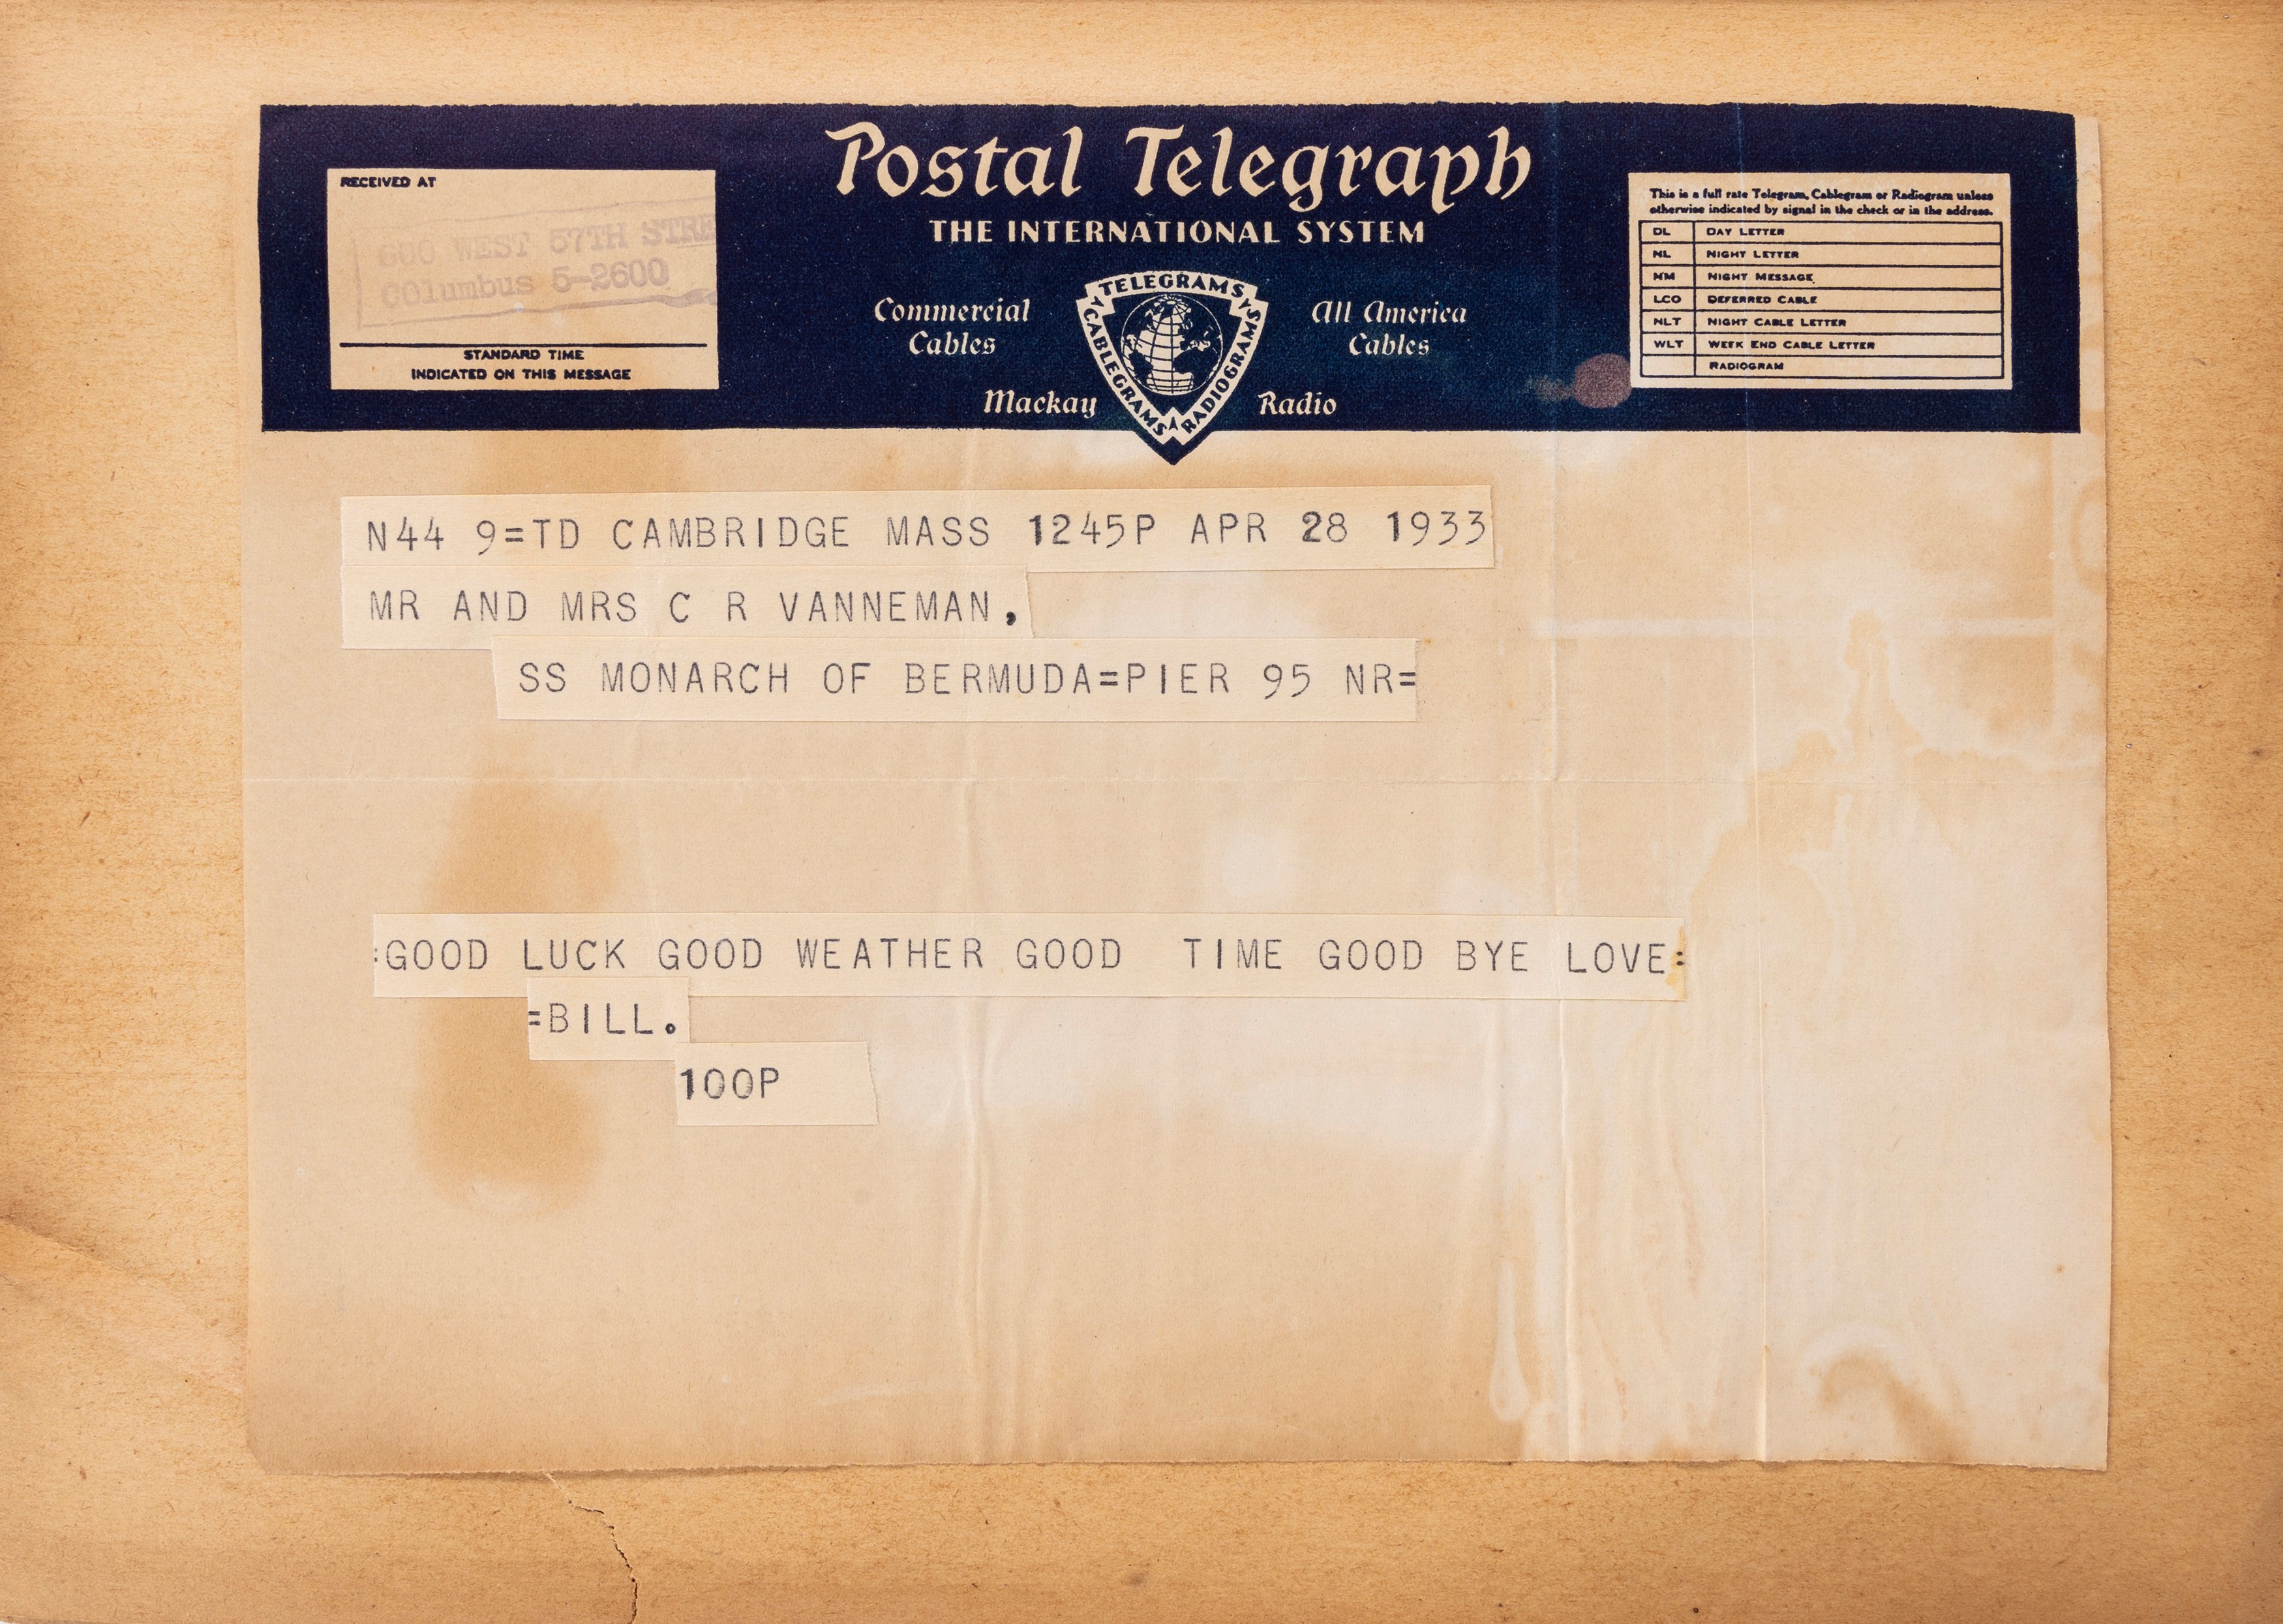 Postal Telegraph
THE INTERNATIONAL SYSTEM
RECEIVED AT
WEST 57TH
Columbus 5-2600
STANDARD TIME
INDICATED ON THIS MESSAGE
Commercial
Cables
All America
Cables
Mackay Radio
TELEGRAMS
CABLEGRAMS
RADIOGRAMS
This is a full rate Telegram, Cablegram or Radiogram unless
otherwise indicated by signal in the check or in the address.
DL DAY LETTER
NL NIGHT LETTER
NM NIGHT MESSAGE
LCO DEFERRED CABLE
NLT NIGHT CABLE LETTER
WLT WEEK END CABLE LETTER
RADIOGRAM
N44 9=TD CAMBRIDGE MASS 1245P APR 28 1933
MR AND MRS C R VANNEMAN,
SS MONARCH OF BERMUDA=PIER 95 NR=
:GOOD LUCK GOOD WEATHER GOOD TIME GOOD BYE LOVE:
=BILL.
100P